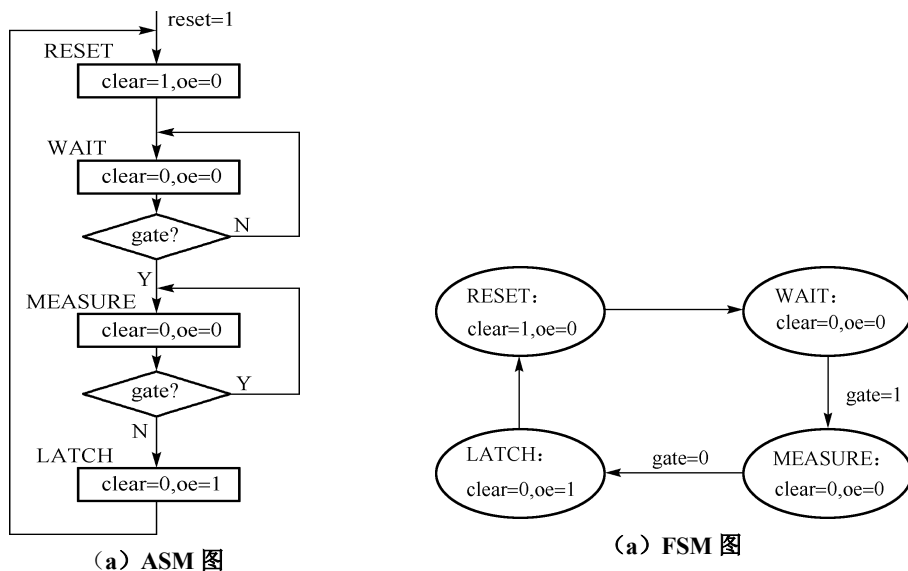 reset=1
RESET
clear=1,oe=0
WAIT
clear=0,oe=0
gate?
N
Y
MEASURE
clear=0,oe=0
gate?
Y
N
LATCH
clear=0,oe=1
（a）ASM 图
RESET：
clear=1,oe=0
WAIT：
clear=0,oe=0
gate=1
LATCH：
clear=0,oe=1
gate=0
MEASURE：
clear=0,oe=0
（a）FSM 图